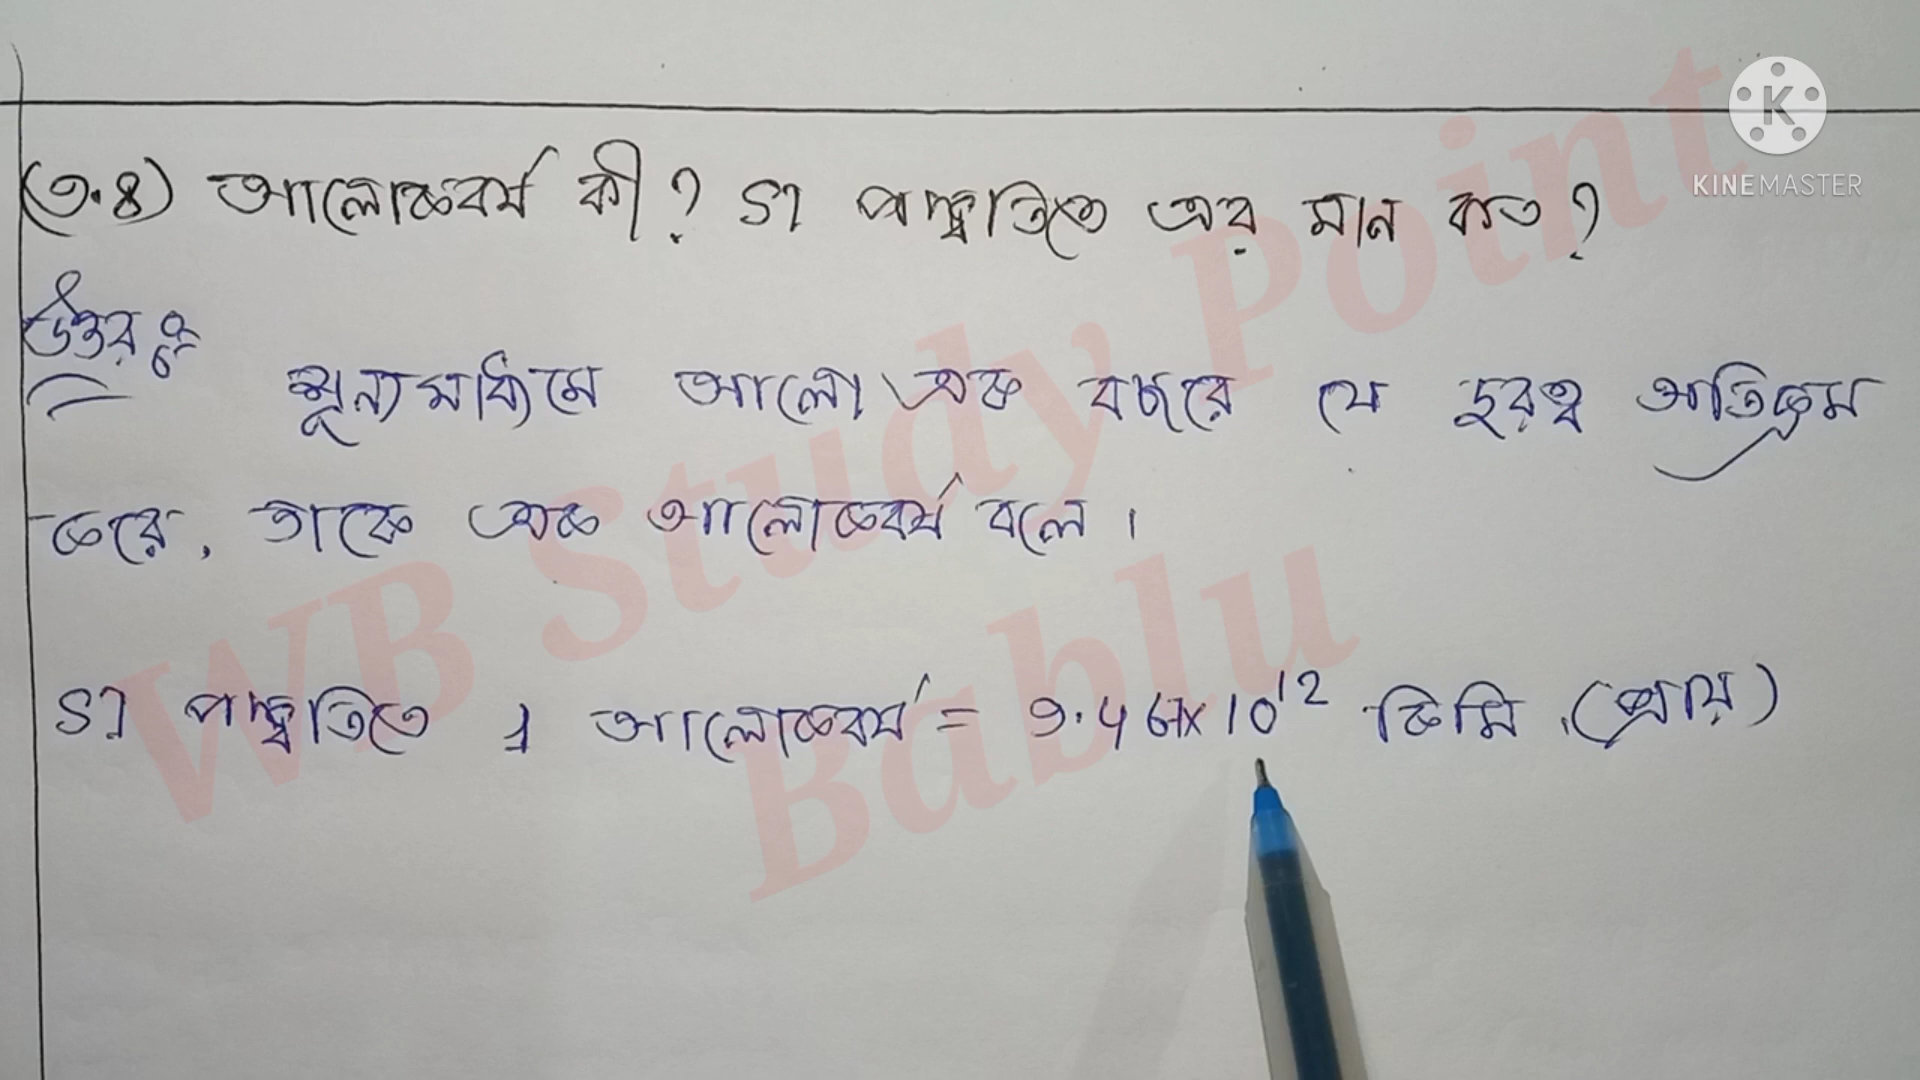 (৩.৪) আলোকবর্ষ কী? SI পদ্ধতিতে এর মান কত?
উত্তরঃ
শূন্যমাধ্যমে আলো এক বছরে যে দূরত্ব অতিক্রম
করে, তাকে এক আলোকবর্ষ বলে।
SI পদ্ধতিতে 1 আলোকবর্ষ = 9.467×10¹² কিমি (প্রায়)
WB Study Point
Bablu
KINEMASTER